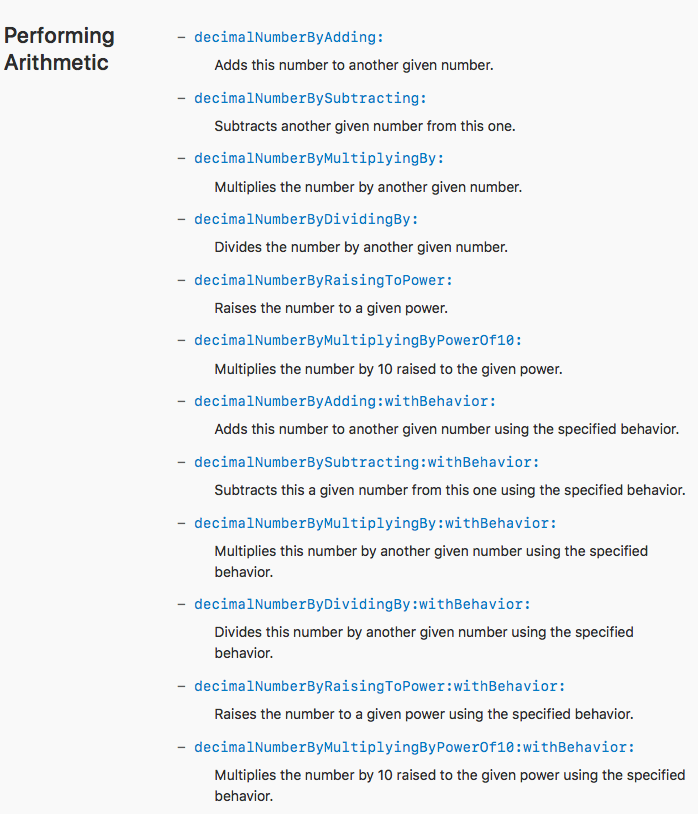 Performing
Arithmetic
– decimalNumberByAdding:
Adds this number to another given number.
– decimalNumberBySubtracting:
Subtracts another given number from this one.
– decimalNumberByMultiplyingBy:
Multiplies the number by another given number.
– decimalNumberByDividingBy:
Divides the number by another given number.
– decimalNumberByRaisingToPower:
Raises the number to a given power.
– decimalNumberByMultiplyingByPowerOf10:
Multiplies the number by 10 raised to the given power.
– decimalNumberByAdding:withBehavior:
Adds this number to another given number using the specified behavior.
– decimalNumberBySubtracting:withBehavior:
Subtracts this a given number from this one using the specified behavior.
– decimalNumberByMultiplyingBy:withBehavior:
Multiplies this number by another given number using the specified
behavior.
– decimalNumberByDividingBy:withBehavior:
Divides this number by another given number using the specified
behavior.
– decimalNumberByRaisingToPower:withBehavior:
Raises the number to a given power using the specified behavior.
– decimalNumberByMultiplyingByPowerOf10:withBehavior:
Multiplies the number by 10 raised to the given power using the specified
behavior.